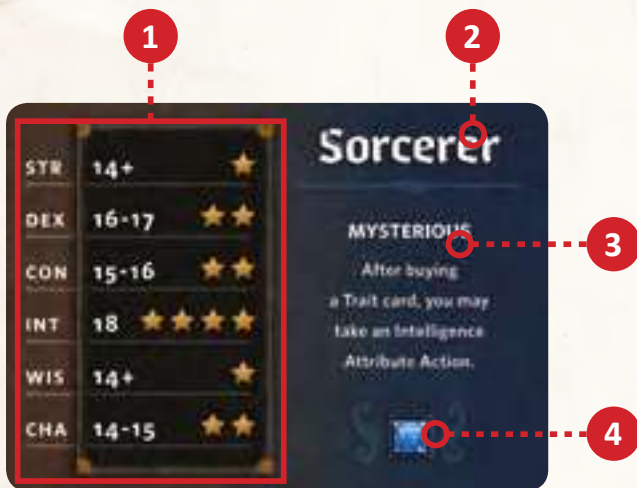 1
2
STR 14+
DEX 16-17
CON 15-16
INT 18
WIS 14+
CHA 14-15
Sorcerer
MYSTERIOUS
After buying
a Trait card, you may
take an Intelligence
Attribute Action.
3
4